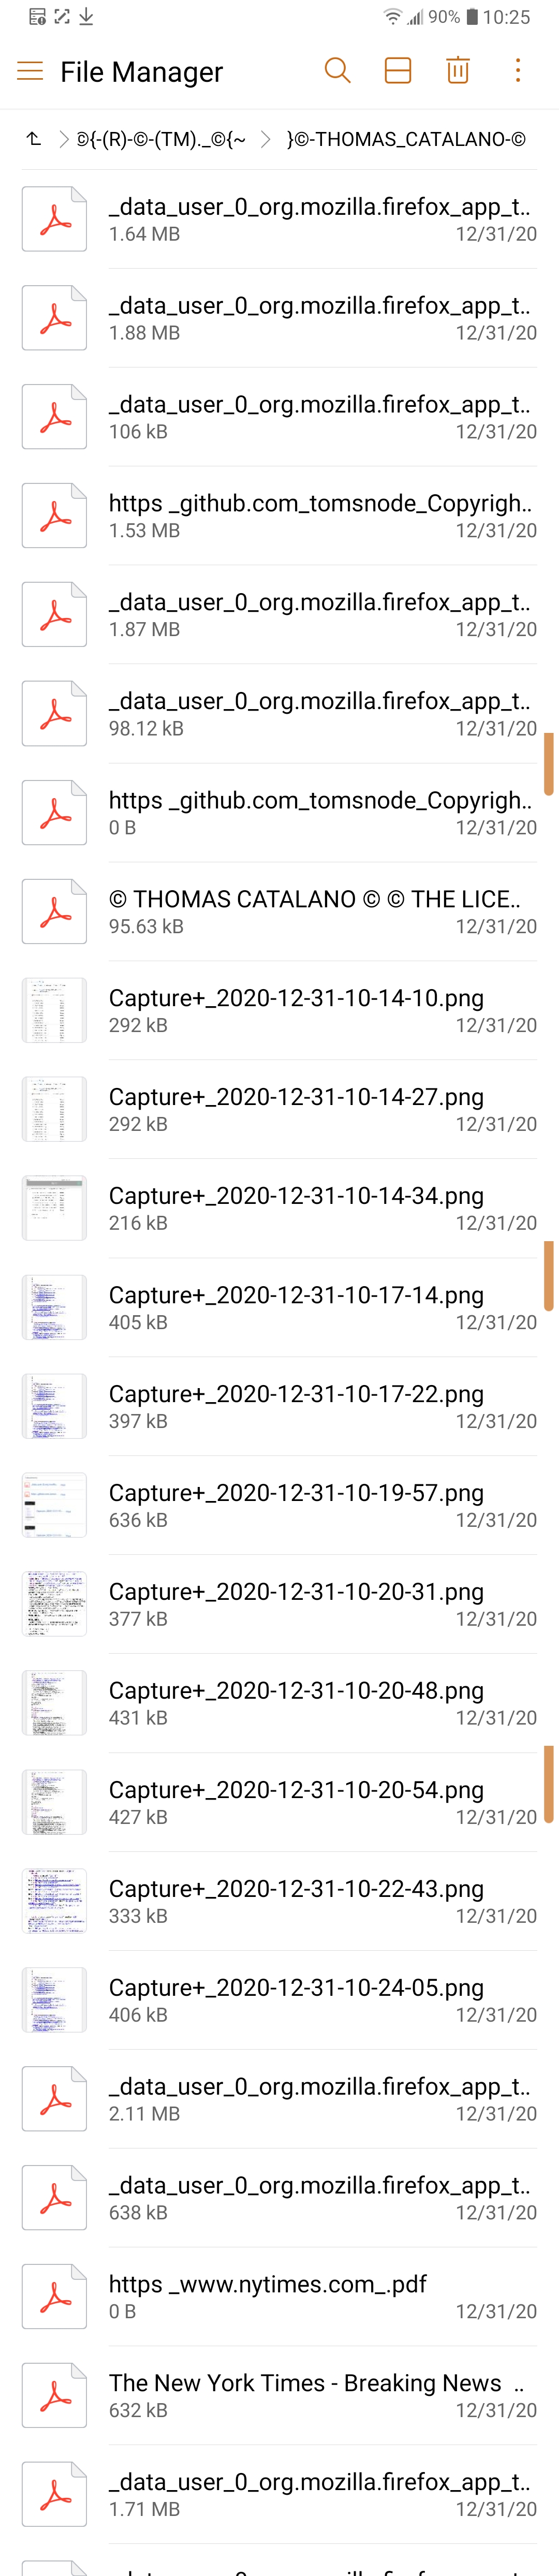 90% 10:25
File Manager
©{-(R)-©-(TM)._©{~ }©-THOMAS_CATALANO-©
_data_user_0_org.mozilla.firefox_app_t..
1.64 MB 12/31/20
_data_user_0_org.mozilla.firefox_app_t..
1.88 MB 12/31/20
_data_user_0_org.mozilla.firefox_app_t..
106 kB 12/31/20
https _github.com_tomsnode_Copyrigh..
1.53 MB 12/31/20
_data_user_0_org.mozilla.firefox_app_t..
1.87 MB 12/31/20
_data_user_0_org.mozilla.firefox_app_t..
98.12 kB 12/31/20
https _github.com_tomsnode_Copyrigh..
0 B 12/31/20
© THOMAS CATALANO © © THE LICE..
95.63 kB 12/31/20
Capture+_2020-12-31-10-14-10.png
292 kB 12/31/20
Capture+_2020-12-31-10-14-27.png
292 kB 12/31/20
Capture+_2020-12-31-10-14-34.png
216 kB 12/31/20
Capture+_2020-12-31-10-17-14.png
405 kB 12/31/20
Capture+_2020-12-31-10-17-22.png
397 kB 12/31/20
Capture+_2020-12-31-10-19-57.png
636 kB 12/31/20
Capture+_2020-12-31-10-20-31.png
377 kB 12/31/20
Capture+_2020-12-31-10-20-48.png
431 kB 12/31/20
Capture+_2020-12-31-10-20-54.png
427 kB 12/31/20
Capture+_2020-12-31-10-22-43.png
333 kB 12/31/20
Capture+_2020-12-31-10-24-05.png
406 kB 12/31/20
_data_user_0_org.mozilla.firefox_app_t..
2.11 MB 12/31/20
_data_user_0_org.mozilla.firefox_app_t..
638 kB 12/31/20
https _www.nytimes.com_.pdf
0 B 12/31/20
The New York Times - Breaking News ..
632 kB 12/31/20
_data_user_0_org.mozilla.firefox_app_t..
1.71 MB 12/31/20